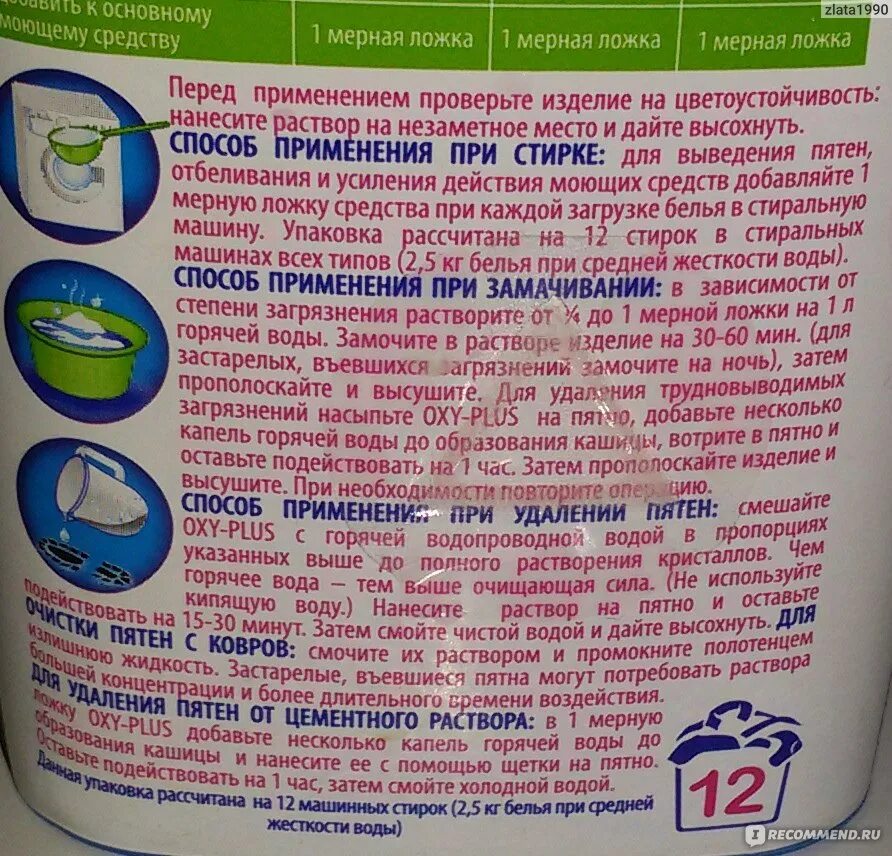 zlata1990
добавить к основному
моющему средству
1 мерная ложка
1 мерная ложка
1 мерная ложка
Перед применением проверьте изделие на цветоустойчивость:
нанесите раствор на незаметное место и дайте высохнуть.
СПОСОБ ПРИМЕНЕНИЯ ПРИ СТИРКЕ: для выведения пятен,
отбеливания и усиления действия моющих средств добавляйте 1
мерную ложку средства при каждой загрузке белья в стиральную
машину. Упаковка рассчитана на 12 стирок в стиральных
машинах всех типов (2,5 кг белья при средней жесткости воды).
СПОСОБ ПРИМЕНЕНИЯ ПРИ ЗАМАЧИВАНИИ: в зависимости от
степени загрязнения растворите от ¼ до 1 мерной ложки на 1 л
горячей воды. Замочите в растворе изделие на 30-60 мин. (для
застарелых, въевшихся загрязнений замочите на ночь), затем
прополоскайте и высушите. Для удаления трудновыводимых
загрязнений насыпьте OXY-PLUS на пятно, добавьте несколько
капель горячей воды до образования кашицы, вотрите в пятно и
оставьте подействовать на 1 час. Затем прополоскайте изделие и
высушите. При необходимости повторите операцию.
СПОСОБ ПРИМЕНЕНИЯ ПРИ УДАЛЕНИИ ПЯТЕН: смешайте
OXY-PLUS с горячей водопроводной водой в пропорциях
указанных выше до полного растворения кристаллов. Чем
горячее вода – тем выше очищающая сила. (Не используйте
кипящую воду.) Нанесите раствор на пятно и оставьте
подействовать на 15-30 минут. Затем смойте чистой водой и дайте высохнуть. ДЛЯ
ОЧИСТКИ ПЯТЕН С КОВРОВ: смочите их раствором и промокните полотенцем
излишнюю жидкость. Застарелые, въевшиеся пятна могут потребовать раствора
большей концентрации и более длительного времени воздействия.
ДЛЯ УДАЛЕНИЯ ПЯТЕН ОТ ЦЕМЕНТНОГО РАСТВОРА: в 1 мерную
ложку OXY-PLUS добавьте несколько капель горячей воды до
образования кашицы и нанесите ее с помощью щетки на пятно.
Оставьте подействовать на 1 час, затем смойте холодной водой.
Данная упаковка рассчитана на 12 машинных стирок (2,5 кг белья при средней
жесткости воды)
12
IRECOMMEND.RU